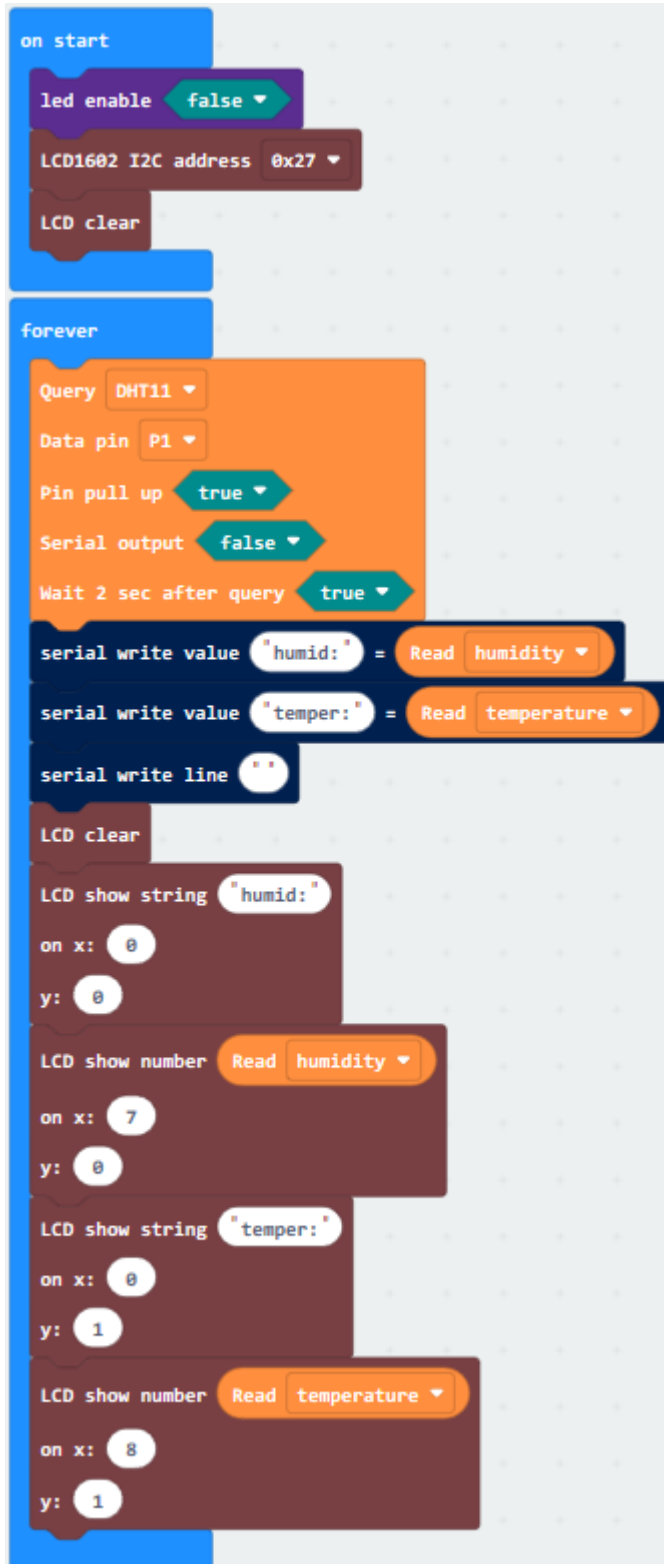 on start
led enable false
LCD1602 I2C address 0x27
LCD clear
forever
Query DHT11
Data pin P1
Pin pull up true
Serial output false
Wait 2 sec after query true
serial write value "humid:" = Read humidity
serial write value "temper:" = Read temperature
serial write line " "
LCD clear
LCD show string "humid:"
on x: 0
y: 0
LCD show number Read humidity
on x: 7
y: 0
LCD show string "temper:"
on x: 0
y: 1
LCD show number Read temperature
on x: 8
y: 1